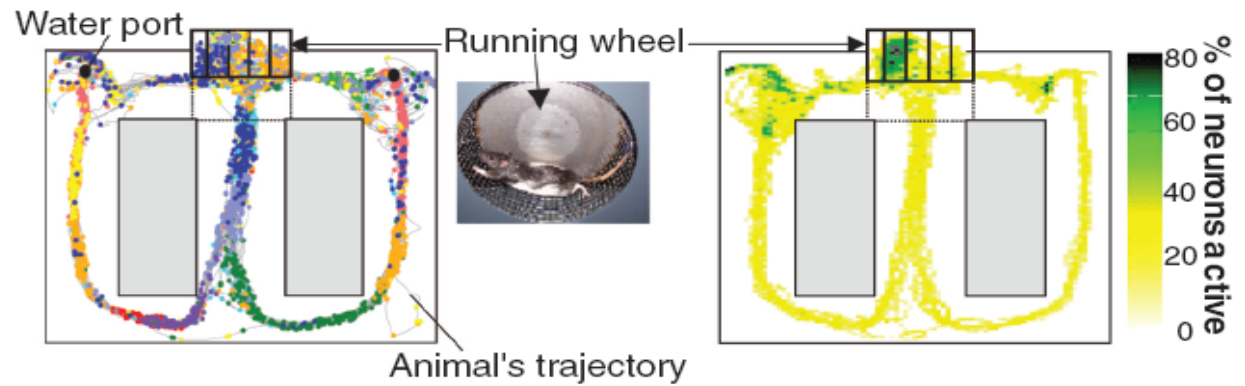 Water port
Running wheel
Animal's trajectory
80
60
40
20
0
% of neurons active